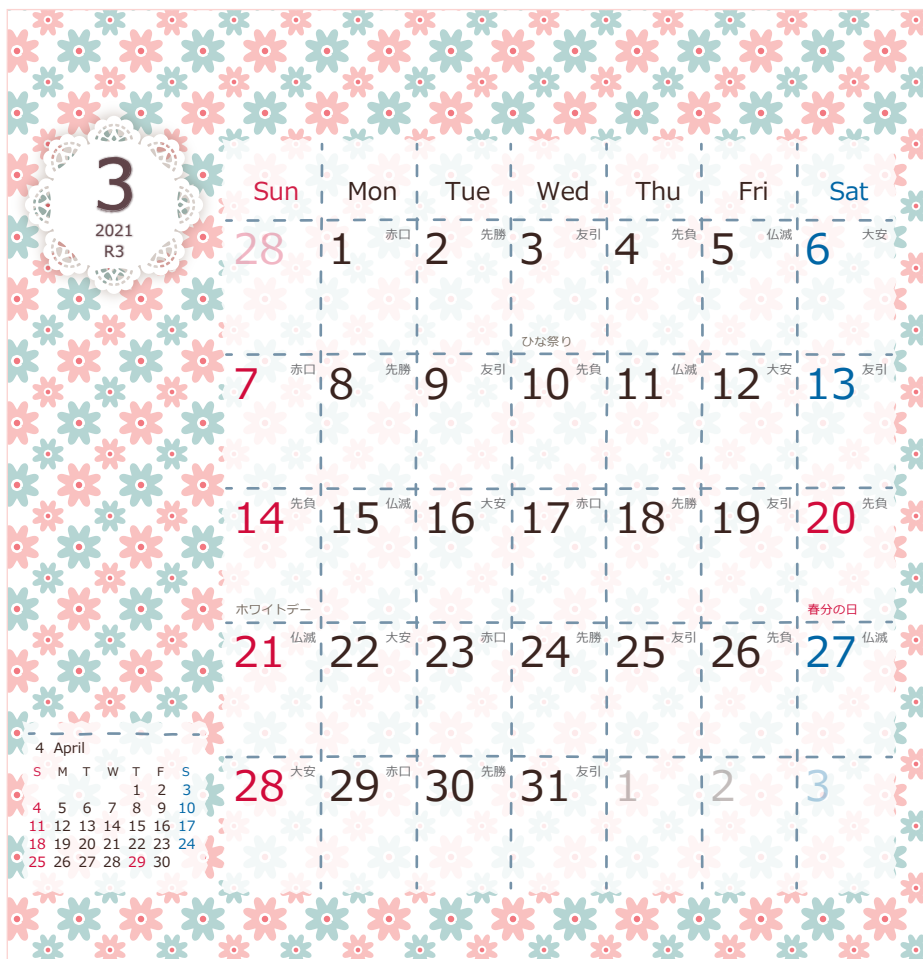 3
2021
R3
Sun Mon Tue Wed Thu Fri Sat
28 1 赤口 2 先勝 3 友引 4 先負 5 仏滅 6 大安
ひな祭り
7 赤口 8 先勝 9 友引 10 先負 11 仏滅 12 大安 13 友引
14 先負 15 仏滅 16 大安 17 赤口 18 先勝 19 友引 20 先負
ホワイトデー 春分の日
21 仏滅 22 大安 23 赤口 24 先勝 25 友引 26 先負 27 仏滅
28 大安 29 赤口 30 先勝 31 友引 1 2 3
4 April
S M T W T F S
1 2 3
4 5 6 7 8 9 10
11 12 13 14 15 16 17
18 19 20 21 22 23 24
25 26 27 28 29 30